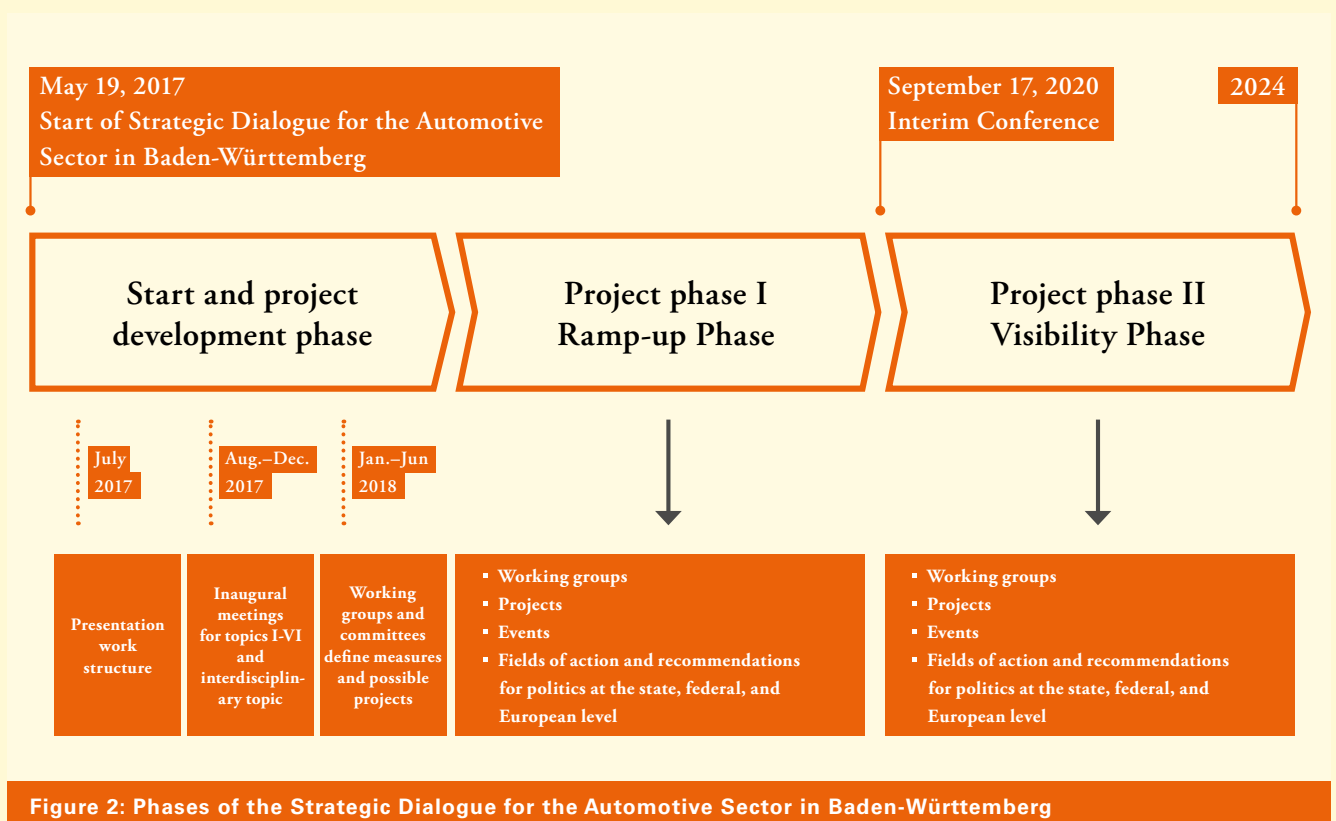 May 19, 2017
Start of Strategic Dialogue for the Automotive
Sector in Baden-Württemberg
September 17, 2020
Interim Conference
2024
Start and project
development phase
Project phase I
Ramp-up Phase
Project phase II
Visibility Phase
July
2017
Aug.–Dec.
2017
Jan.–Jun
2018
Presentation
work
structure
Inaugural
meetings
for topics I-VI
and
interdisciplin-
ary topic
Working
groups and
committees
define measures
and possible
projects
▪ Working groups
▪ Projects
▪ Events
▪ Fields of action and recommendations
for politics at the state, federal, and
European level
▪ Working groups
▪ Projects
▪ Events
▪ Fields of action and recommendations
for politics at the state, federal, and
European level
Figure 2: Phases of the Strategic Dialogue for the Automotive Sector in Baden-Württemberg